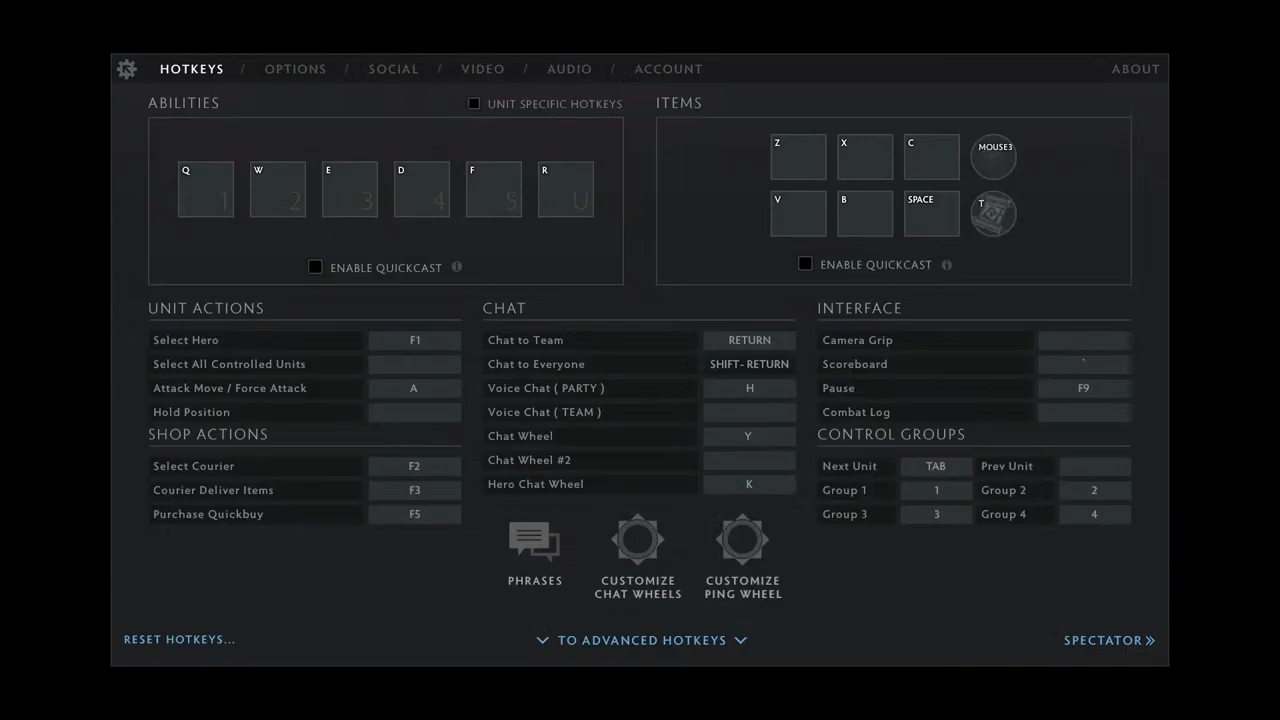 HOTKEYS / OPTIONS / SOCIAL / VIDEO / AUDIO / ACCOUNT ABOUT
ABILITIES
UNIT SPECIFIC HOTKEYS
Q W E D F R
1 2 3 4 5 U
ENABLE QUICKCAST
ITEMS
Z X C MOUSE3
V B SPACE T
ENABLE QUICKCAST
UNIT ACTIONS
Select Hero F1
Select All Controlled Units
Attack Move / Force Attack A
Hold Position
SHOP ACTIONS
Select Courier F2
Courier Deliver Items F3
Purchase Quickbuy F5
CHAT
Chat to Team RETURN
Chat to Everyone SHIFT- RETURN
Voice Chat ( PARTY ) H
Voice Chat ( TEAM )
Chat Wheel Y
Chat Wheel #2
Hero Chat Wheel K
PHRASES
CUSTOMIZE
CHAT WHEELS
CUSTOMIZE
PING WHEEL
INTERFACE
Camera Grip
Scoreboard `
Pause F9
Combat Log
CONTROL GROUPS
Next Unit TAB Prev Unit
Group 1 1 Group 2 2
Group 3 3 Group 4 4
RESET HOTKEYS...
TO ADVANCED HOTKEYS
SPECTATOR